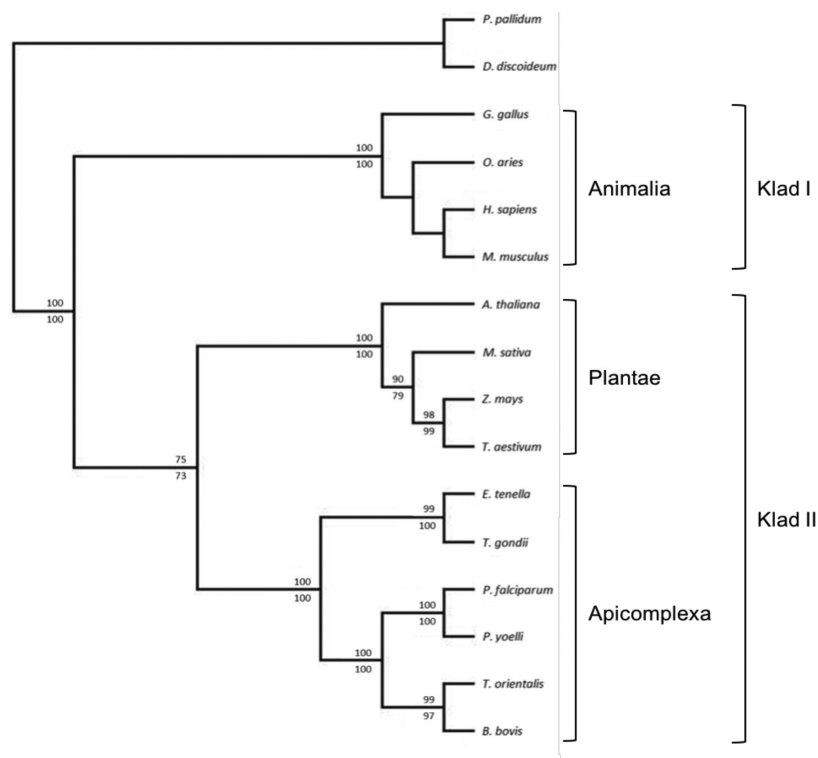 P. pallidum
D. discoideum
G. gallus
100
100
O. aries
Animalia
Klad I
H. sapiens
M. musculus
100
100
A. thaliana
100
100
M. sativa
90
79
Plantae
Z. mays
98
99
T. aestivum
75
73
E. tenella
99
100
Klad II
T. gondii
100
100
P. falciparum
100
100
Apicomplexa
P. yoelli
100
100
T. orientalis
99
97
B. bovis